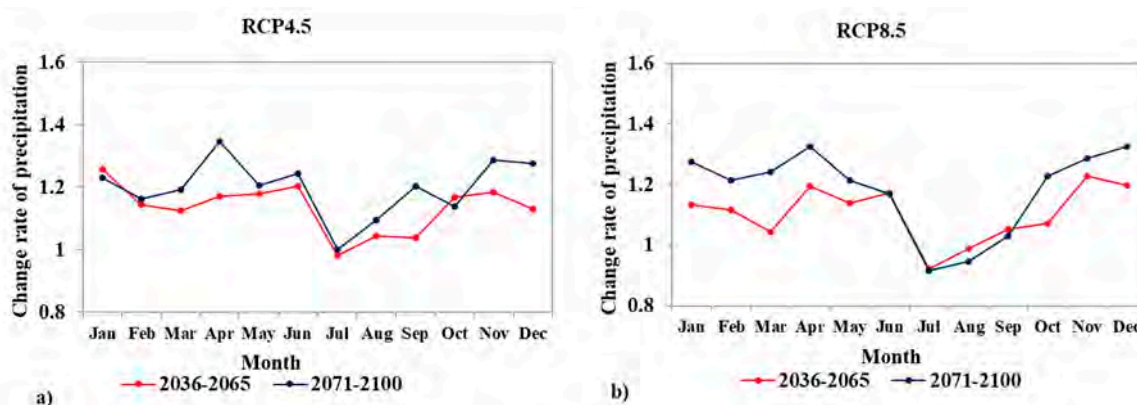 RCP4.5
Change rate of precipitation
1.6
1.4
1.2
1
0.8
Jan Feb Mar Apr May Jun Jul Aug Sep Oct Nov Dec
Month
2036-2065 2071-2100
a)
RCP8.5
Change rate of precipitation
1.6
1.4
1.2
1
0.8
Jan Feb Mar Apr May Jun Jul Aug Sep Oct Nov Dec
Month
2036-2065 2071-2100
b)